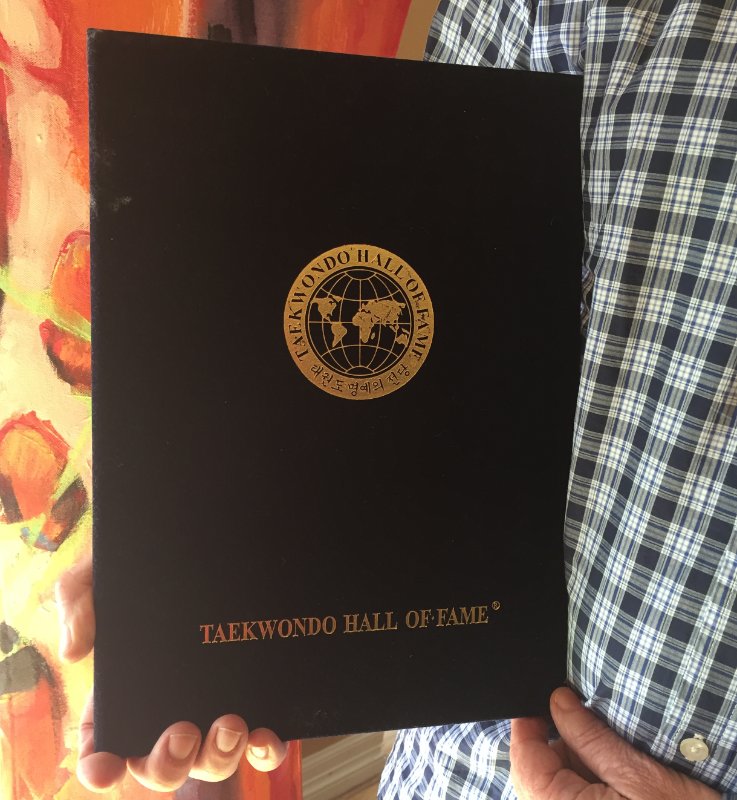 TAEKWONDO HALL OF FAME
태권도 명예의 전당
TAEKWONDO HALL OF FAME®